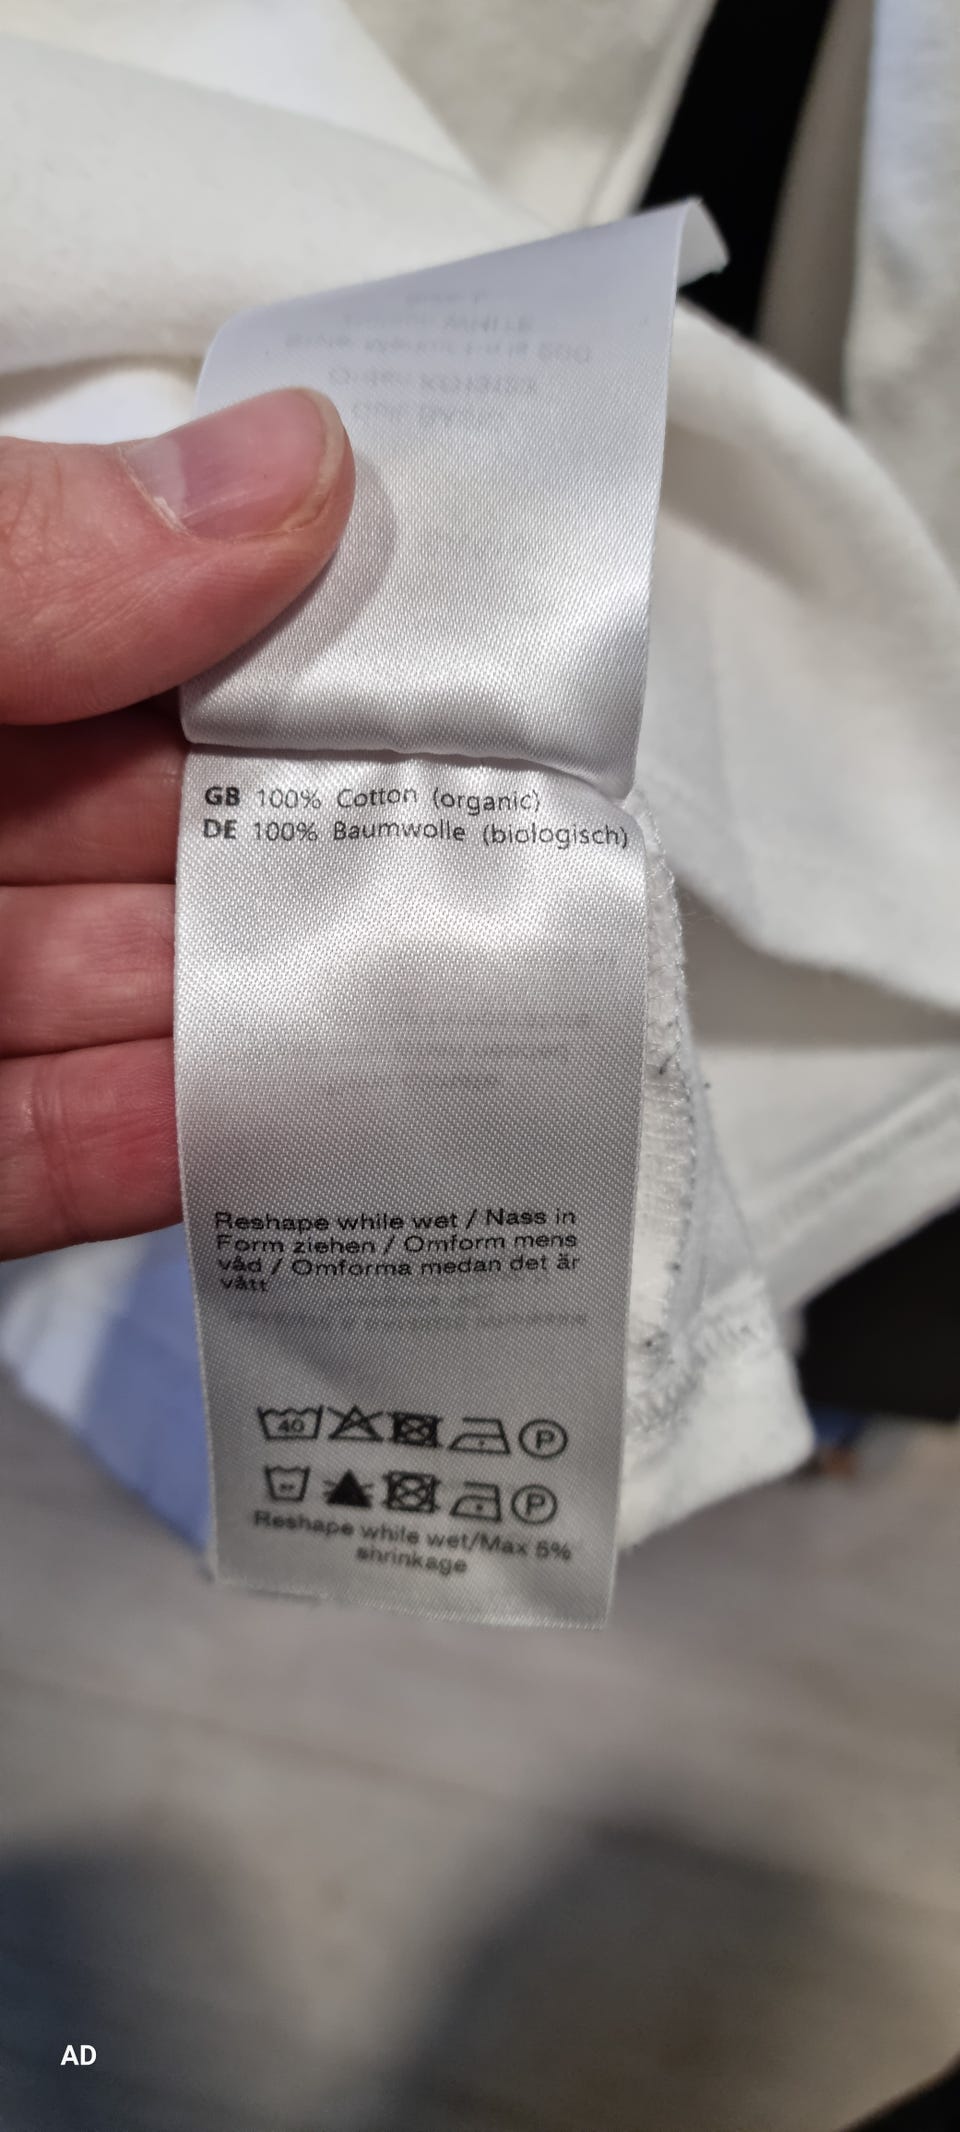 GB 100% Cotton (organic)
DE 100% Baumwolle (biologisch)
Reshape while wet / Nass in
Form ziehen / Omform mens
våd / Omforma medan det är
vått
40
P
P
Reshape while wet/Max 5%
shrinkage
AD